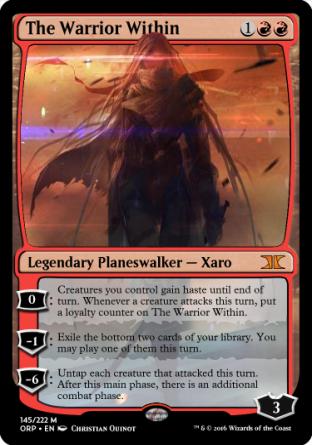 The Warrior Within 1
Legendary Planeswalker — Xaro
0 : Creatures you control gain haste until end of
turn. Whenever a creature attacks this turn, put
a loyalty counter on The Warrior Within.
-1 : Exile the bottom two cards of your library. You
may play one of them this turn.
-6 : Untap each creature that attacked this turn.
After this main phase, there is an additional
combat phase.
3
145/222 M
ORP • EN Christian Quinot
™ & © 2016 Wizards of the Coast